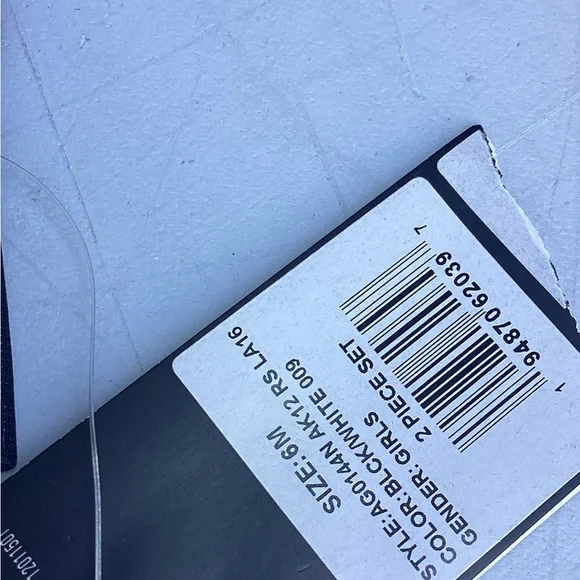 SIZE:6M
STYLE:AG0144N AK12 RS LA16
COLOR:BLCK/WHITE 009
GENDER: GIRLS
2 PIECE SET
1 94870 62039 7